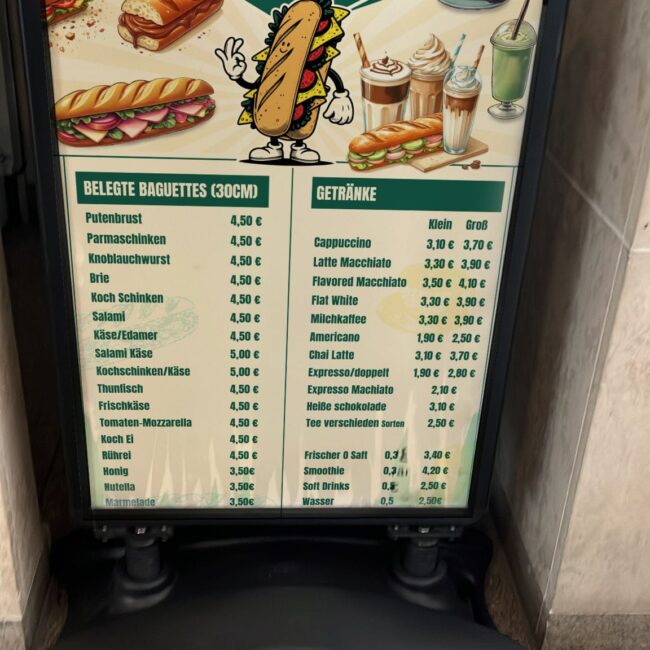 BELEGTE BAGUETTES (30CM)
Putenbrust 4,50 €
Parmaschinken 4,50 €
Knoblauchwurst 4,50 €
Brie 4,50 €
Koch Schinken 4,50 €
Salami 4,50 €
Käse/Edamer 4,50 €
Salami Käse 5,00 €
Kochschinken/Käse 5,00 €
Thunfisch 4,50 €
Frischkäse 4,50 €
Tomaten-Mozzarella 4,50 €
Koch Ei 4,50 €
Rührei 4,50 €
Honig 3,50€
Nutella 3,50€
Marmelade 3,50€
GETRÄNKE
Klein Groß
Cappuccino 3,10 € 3,70 €
Latte Macchiato 3,30 € 3,90 €
Flavored Macchiato 3,50 € 4,10 €
Flat White 3,30 € 3,90 €
Milchkaffee 3,30 € 3,90 €
Americano 1,90 € 2,50 €
Chai Latte 3,10 € 3,70 €
Expresso/doppelt 1,90 € 2,80 €
Expresso Machiato 2,10 €
Heiße schokolade 3,10 €
Tee verschieden Sorten 2,50 €
Frischer O Saft 3,40 €
Smoothie 4,20 €
Soft Drinks 2,50 €
Wasser 0,5 2,50€